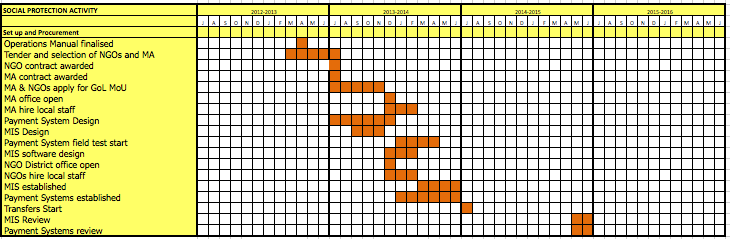 SOCIAL PROTECTION ACTIVITY 2012-2013 2013-2014 2014-2015 2015-2016
J A S O N D J F M A M J J A S O N D J F M A M J J A S O N D J F M A M J J A S O N D J F M A M J
Set up and Procurement
Operations Manual finalised
Tender and selection of NGOs and MA
NGO contract awarded
MA contract awarded
MA & NGOs apply for GoL MoU
MA office open
MA hire local staff
Payment System Design
MIS Design
Payment System field test start
MIS software design
NGO District office open
NGOs hire local staff
MIS established
Payment Systems established
Transfers Start
MIS Review
Payment Systems review